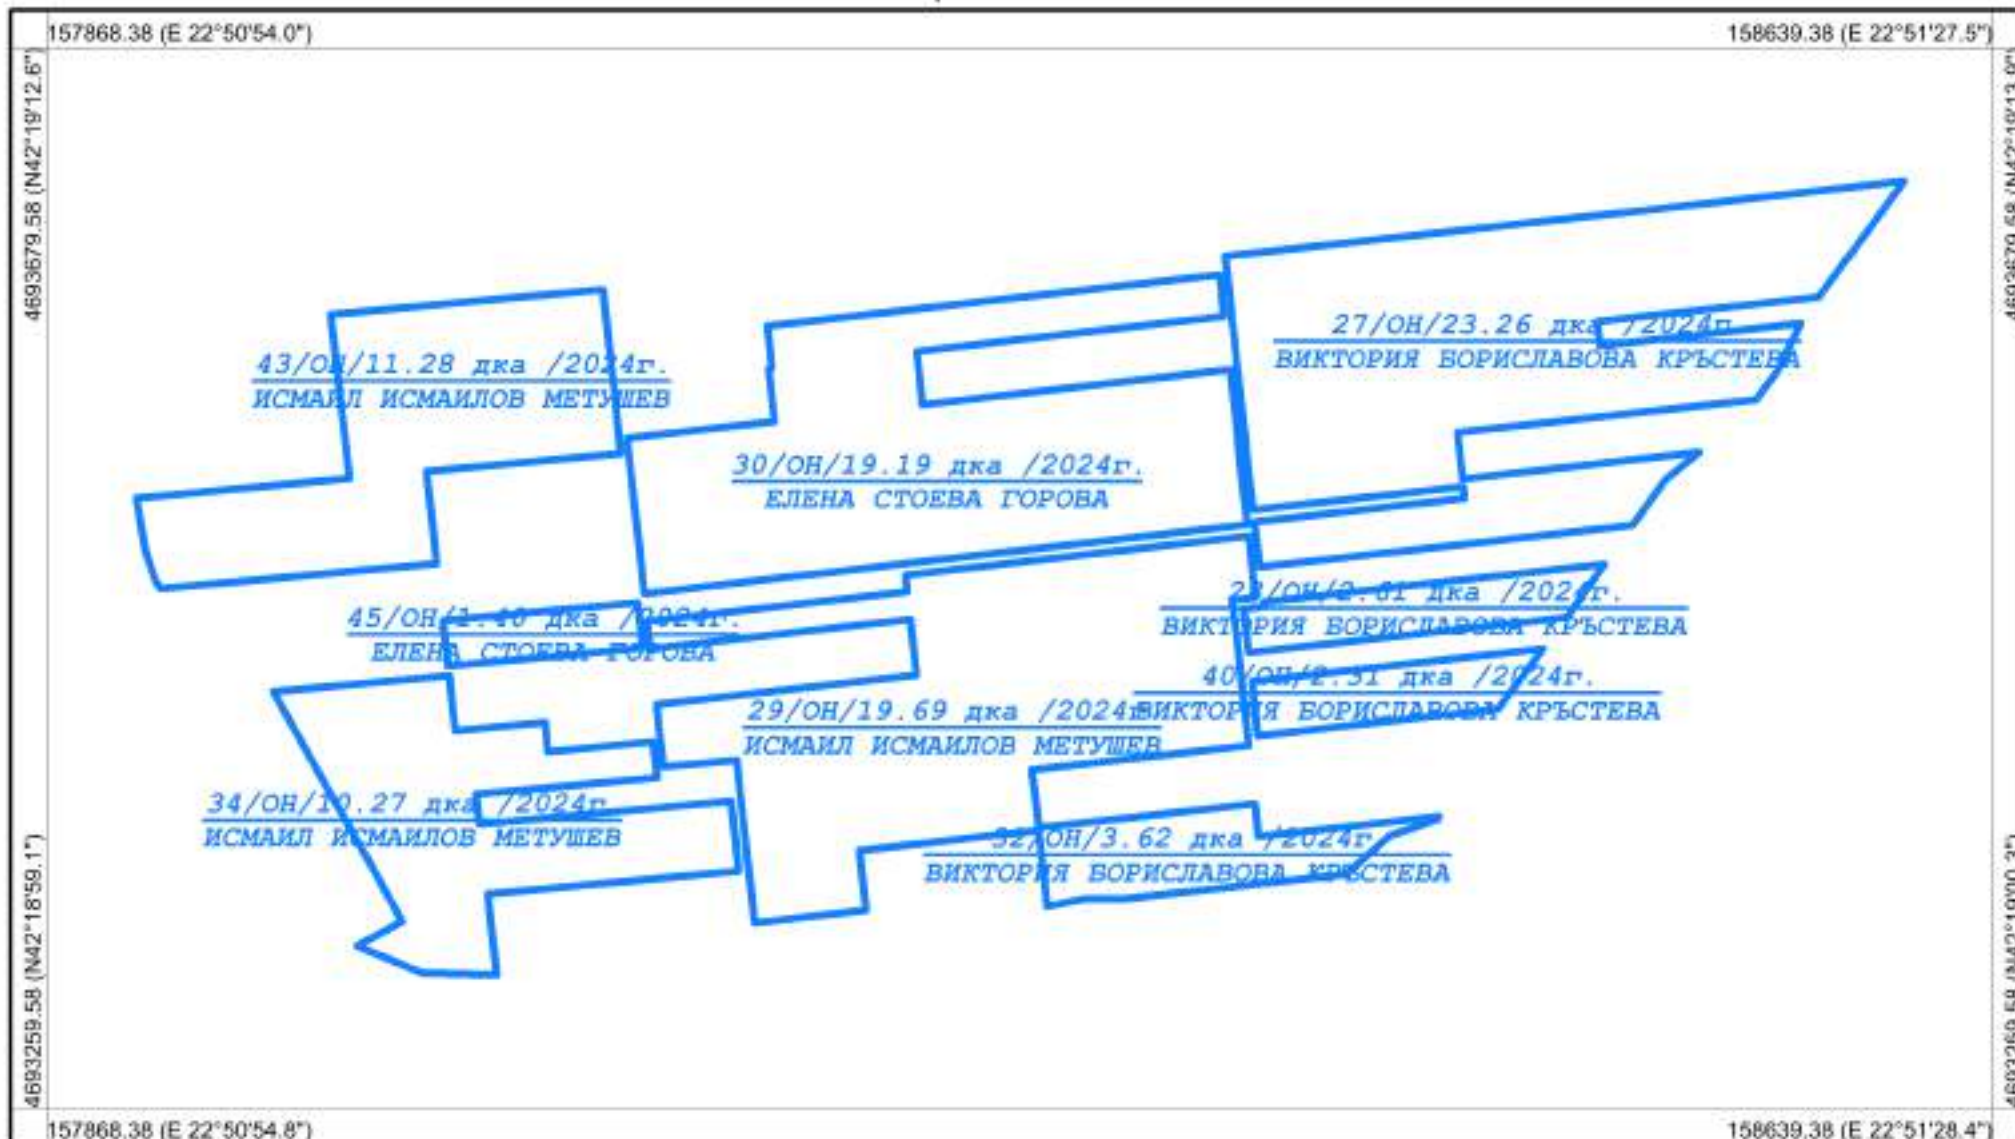 157868.38 (E 22°50'54.0")
158639.38 (E 22°51'27.5")
4693679.58 (N42°19'12.6")
27/ОН/23.26 дка /2024г.
ВИКТОРИЯ БОРИСЛАВОВА КРЪСТЕВА
43/ОН/11.28 дка /2024г.
ИСМАИЛ ИСМАИЛОВ МЕТУШЕВ
30/ОН/19.19 дка /2024г.
ЕЛЕНА СТОЕВА ГОРОВА
/2024г.
ВИКТОРИЯ БОРИСЛАВОВА КРЪСТЕВА
45/ОН/1.40 дка /2024г.
ЕЛЕНА СТОЕВА ГОРОВА
40/ОН/2.31 дка /2024г.
ВИКТОРИЯ БОРИСЛАВОВА КРЪСТЕВА
29/ОН/19.69 дка /2024г.
ИСМАИЛ ИСМАИЛОВ МЕТУШЕВ
34/ОН/10.27 дка /2024г.
ИСМАИЛ ИСМАИЛОВ МЕТУШЕВ
32/ОН/3.62 дка /2024г.
ВИКТОРИЯ БОРИСЛАВОВА КРЪСТЕВА
4693259.58 (N42°18'59.1")
157868.38 (E 22°50'54.8")
158639.38 (E 22°51'28.4")